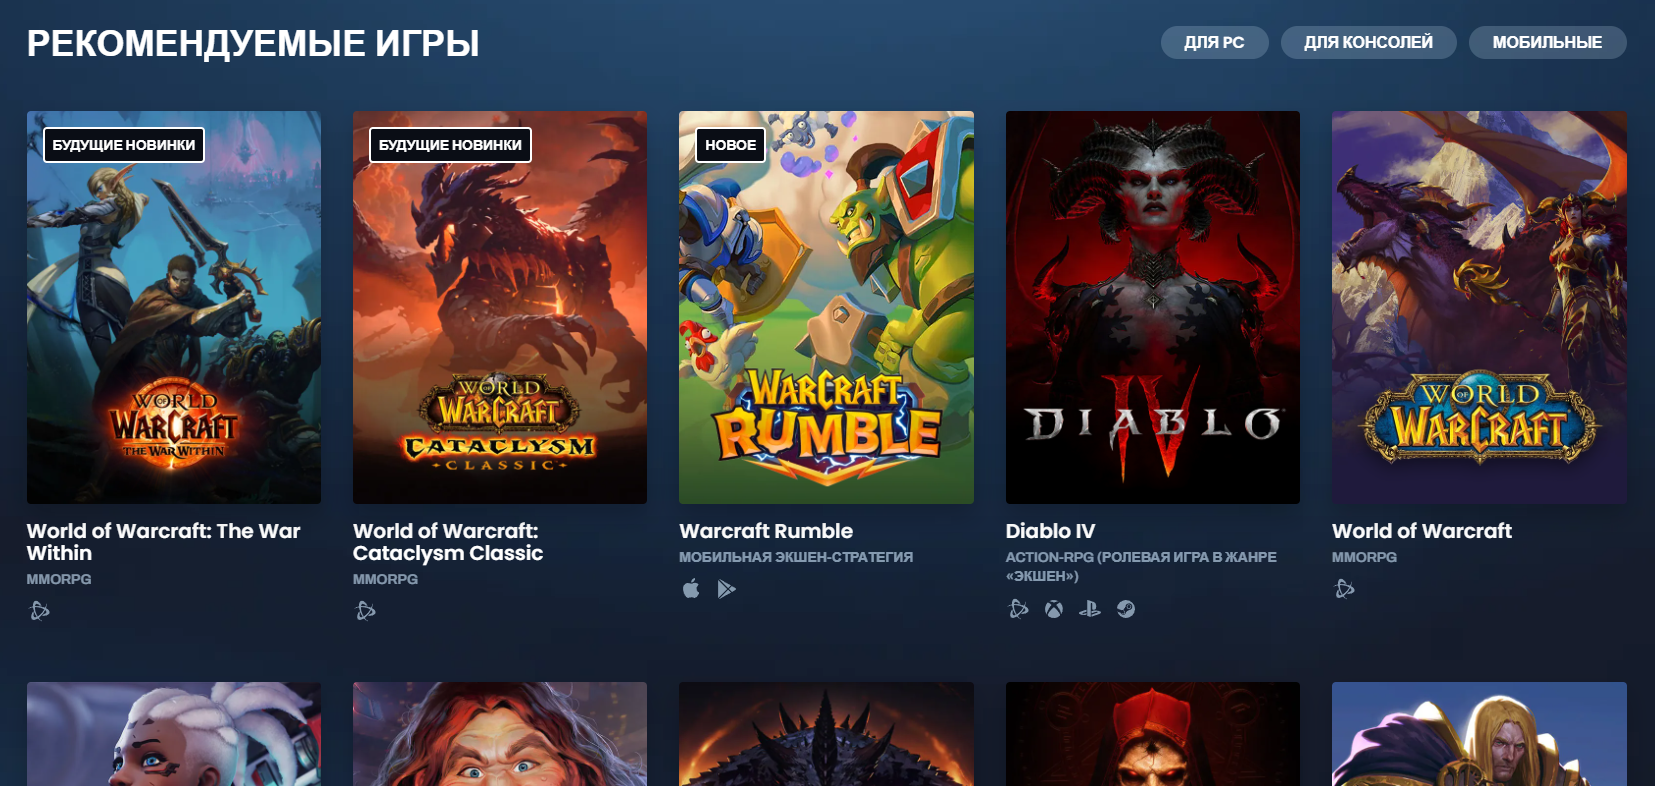 РЕКОМЕНДУЕМЫЕ ИГРЫ
ДЛЯ PC
ДЛЯ КОНСОЛЕЙ
МОБИЛЬНЫЕ
БУДУЩИЕ НОВИНКИ
WORLD
OF
WARCRAFT
THE WAR WITHIN
World of Warcraft: The War
Within
MMORPG
БУДУЩИЕ НОВИНКИ
WORLD
OF
WARCRAFT
CATACLYSM
CLASSIC
World of Warcraft:
Cataclysm Classic
MMORPG
НОВОЕ
WARCRAFT
RUMBLE
Warcraft Rumble
МОБИЛЬНАЯ ЭКШЕН-СТРАТЕГИЯ
DIABLO
IV
Diablo IV
ACTION-RPG (РОЛЕВАЯ ИГРА В ЖАНРЕ
«ЭКШЕН»)
WORLD
OF
WARCRAFT
World of Warcraft
MMORPG